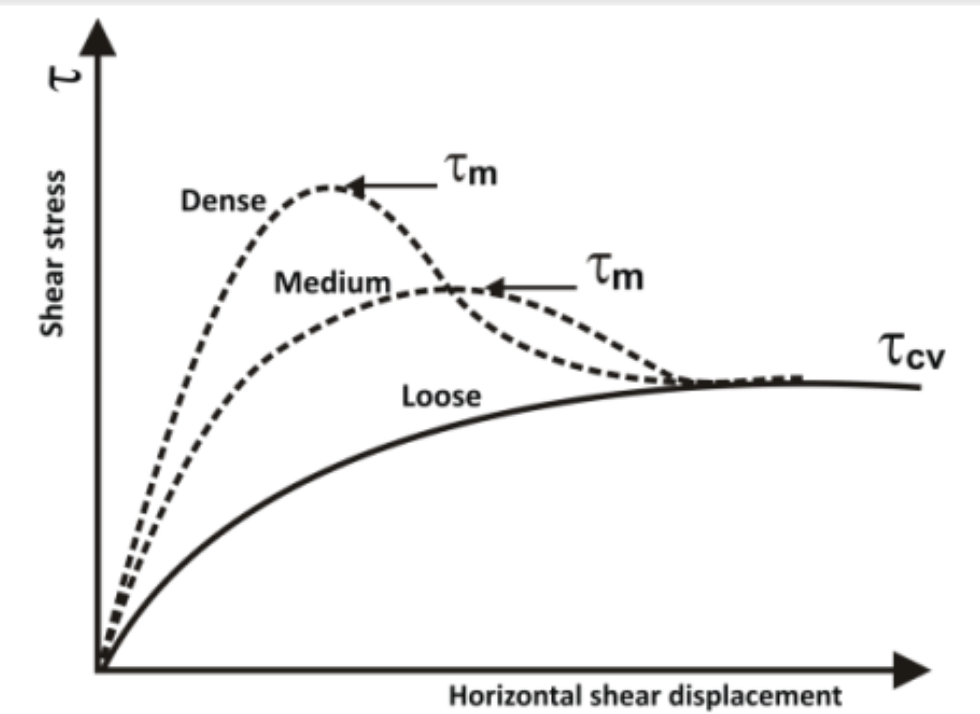 τ
Shear stress
Dense
τm
Medium
τm
τcv
Loose
Horizontal shear displacement